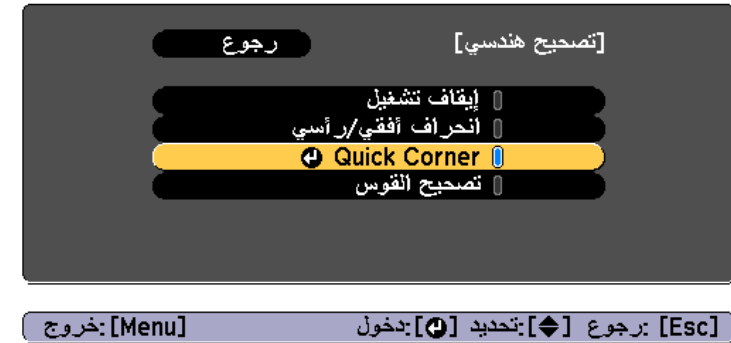 [تصحيح هندسي] رجوع
إيقاف تشغيل
انحراف أفقي/رأسي
Quick Corner
تصحيح القوس
[Esc] :رجوع [◆]:تحديد [↵]:دخول [Menu]:خروج